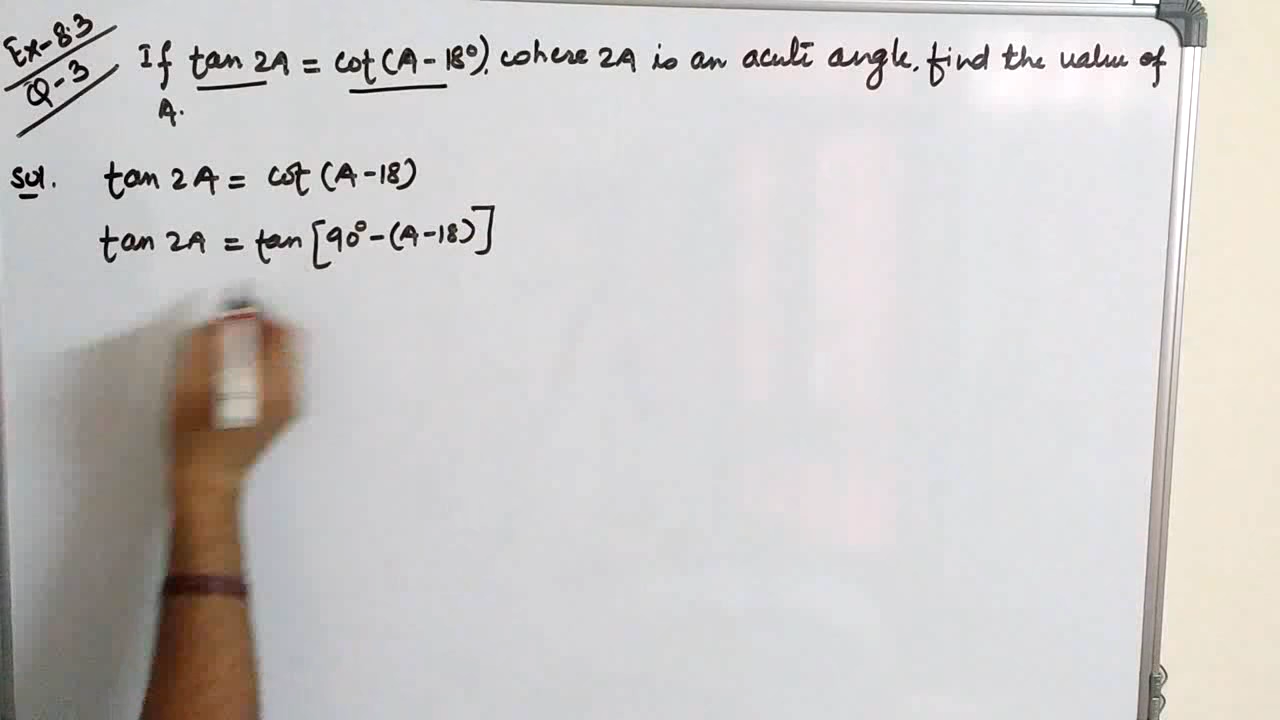 Ex-8.3
Q-3
If tan 2A = cot (A - 18°), where 2A is an acute angle, find the value of
A.
Sol. tan 2A = cot (A-18)
tan 2A = tan [90° - (A-18)]